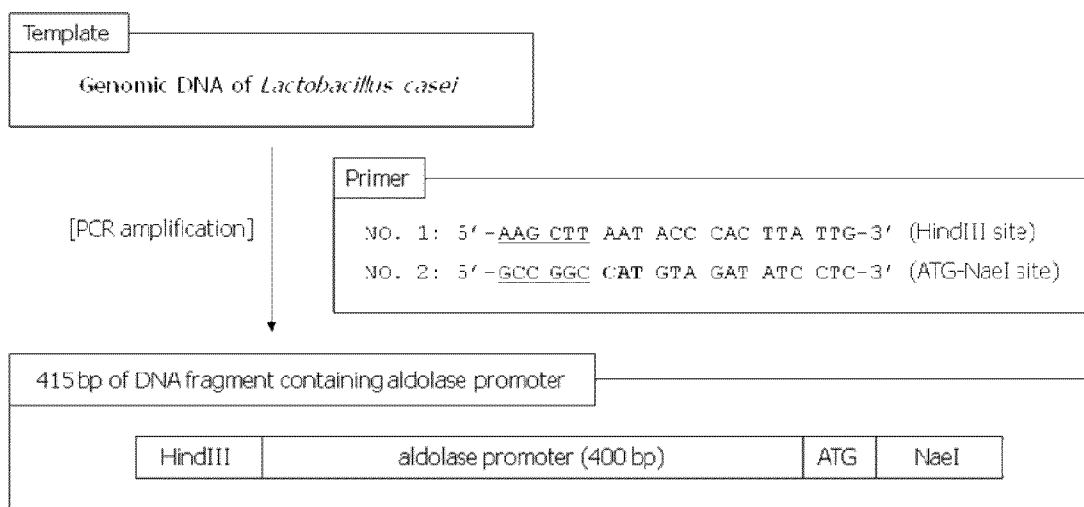 Template
Genomic DNA of Lactobacillus casei
Primer
[PCR amplification]
NO. 1: 5'-AAG CTT AAT ACC CAC TTA TTG-3' (HindIII site)
NO. 2: 5'-GCC GGC CAT GTA GAT ATC CTC-3' (ATG-NaeI site)
415 bp of DNA fragment containing aldolase promoter
HindIII aldolase promoter (400 bp) ATG NaeI